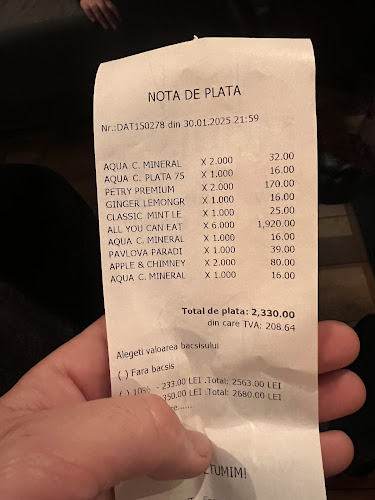 NOTA DE PLATA
Nr.:DAT150278 din 30.01.2025 21:59
AQUA C. MINERAL X 2.000 32.00
AQUA C. PLATA 75 X 1.000 16.00
PETRY PREMIUM X 2.000 170.00
GINGER LEMONGR X 1.000 16.00
CLASSIC MINT LE X 1.000 25.00
ALL YOU CAN EAT X 6.000 1,920.00
AQUA C. MINERAL X 1.000 16.00
PAVLOVA PARADI X 1.000 39.00
APPLE & CHIMNEY X 2.000 80.00
AQUA C. MINERAL X 1.000 16.00
Total de plata: 2,330.00
din care TVA: 208.64
Alegeti valoarea bacsisului
( ) Fara bacsis
( ) 10% - 233.00 LEI .Total: 2563.00 LEI
350.00 LEI .Total: 2680.00 LEI